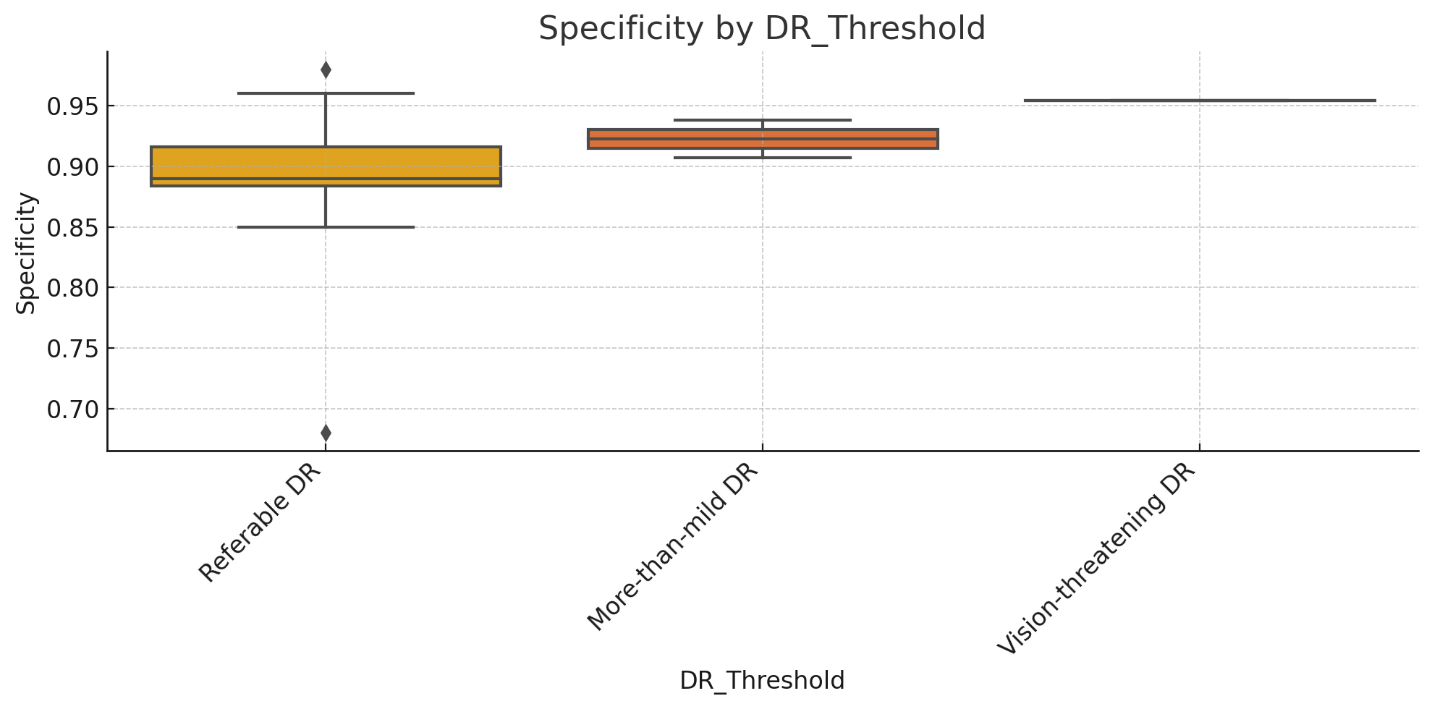 Specificity by DR_Threshold
Specificity
0.95
0.90
0.85
0.80
0.75
0.70
Referable DR
More-than-mild DR
Vision-threatening DR
DR_Threshold